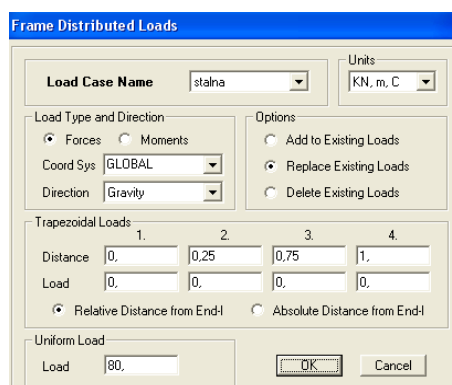 Frame Distributed Loads
Units
Load Case Name stalna KN, m, C
Load Type and Direction Options
Forces Moments Add to Existing Loads
Coord Sys GLOBAL Replace Existing Loads
Direction Gravity Delete Existing Loads
Trapezoidal Loads
1. 2. 3. 4.
Distance 0, 0,25 0,75 1,
Load 0, 0, 0, 0,
Relative Distance from End-I Absolute Distance from End-I
Uniform Load
Load 80, OK Cancel